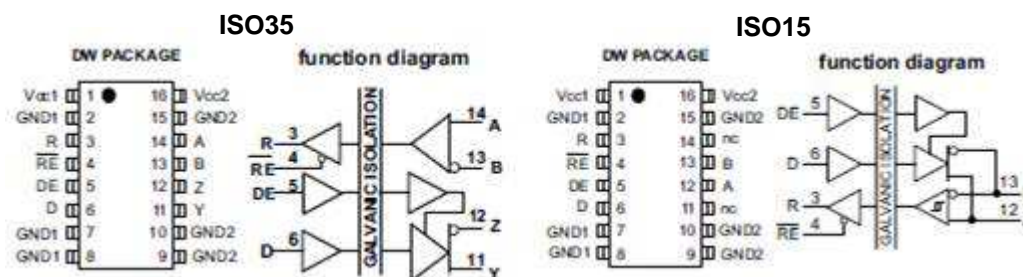 ISO35
DW PACKAGE
Vcc1 1 16 Vcc2
GND1 2 15 GND2
R 3 14 A
RE 4 13 B
DE 5 12 Z
D 6 11 Y
GND1 7 10 GND2
GND1 8 9 GND2
function diagram
GALVANIC ISOLATION
14 A
R 3
RE 4
13 B
DE 5
12 Z
D 6
11 Y
ISO15
DW PACKAGE
Vcc1 1 16 Vcc2
GND1 2 15 GND2
R 3 14 nc
RE 4 13 B
DE 5 12 A
D 6 11 nc
GND1 7 10 GND2
GND1 8 9 GND2
function diagram
GALVANIC ISOLATION
DE 5
D 6
R 3
13
12
RE 4